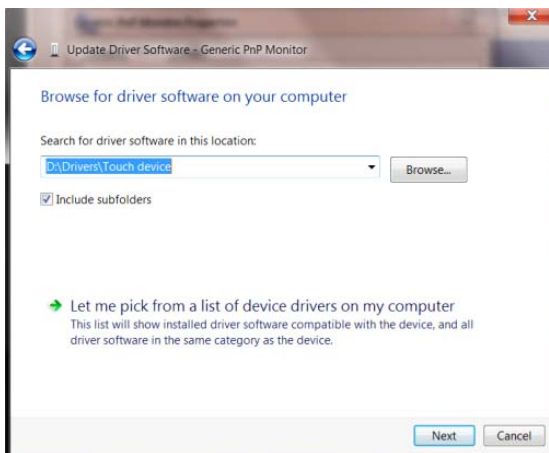 Update Driver Software - Generic PnP Monitor
Browse for driver software on your computer
Search for driver software in this location:
D:\Drivers\Touch device
Browse...
Include subfolders
Let me pick from a list of device drivers on my computer
This list will show installed driver software compatible with the device, and all
driver software in the same category as the device.
Next
Cancel